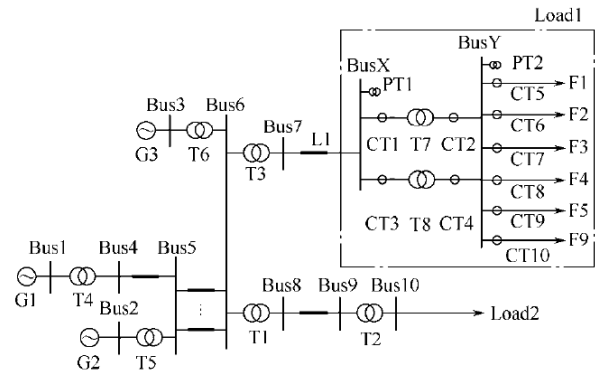 Load1
BusY
BusX
PT2
PT1
F1
CT5
Bus3
Bus6
F2
CT6
Bus7
L1
CT1
T7
CT2
F3
G3
T6
T3
CT7
F4
CT8
CT3
T8
CT4
F5
CT9
F9
CT10
Bus1
Bus4
Bus5
G1
T4
Bus2
Bus8
Bus9
Bus10
Load2
G2
T5
T1
T2